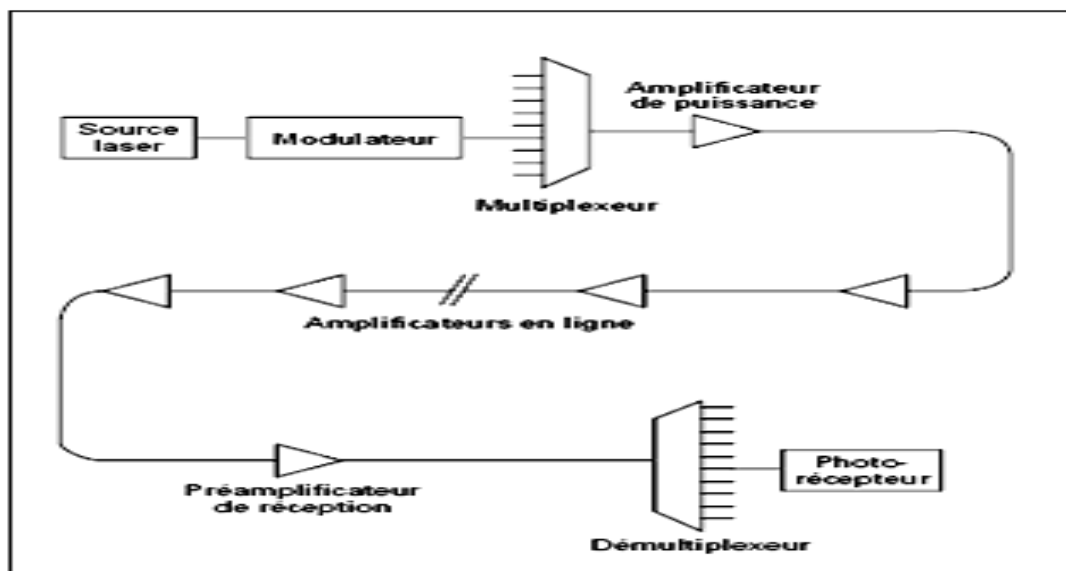 Source
laser
Modulateur
Multiplexeur
Amplificateur
de puissance
Amplificateurs en ligne
Préamplificateur
de réception
Démultiplexeur
Photo-
récepteur